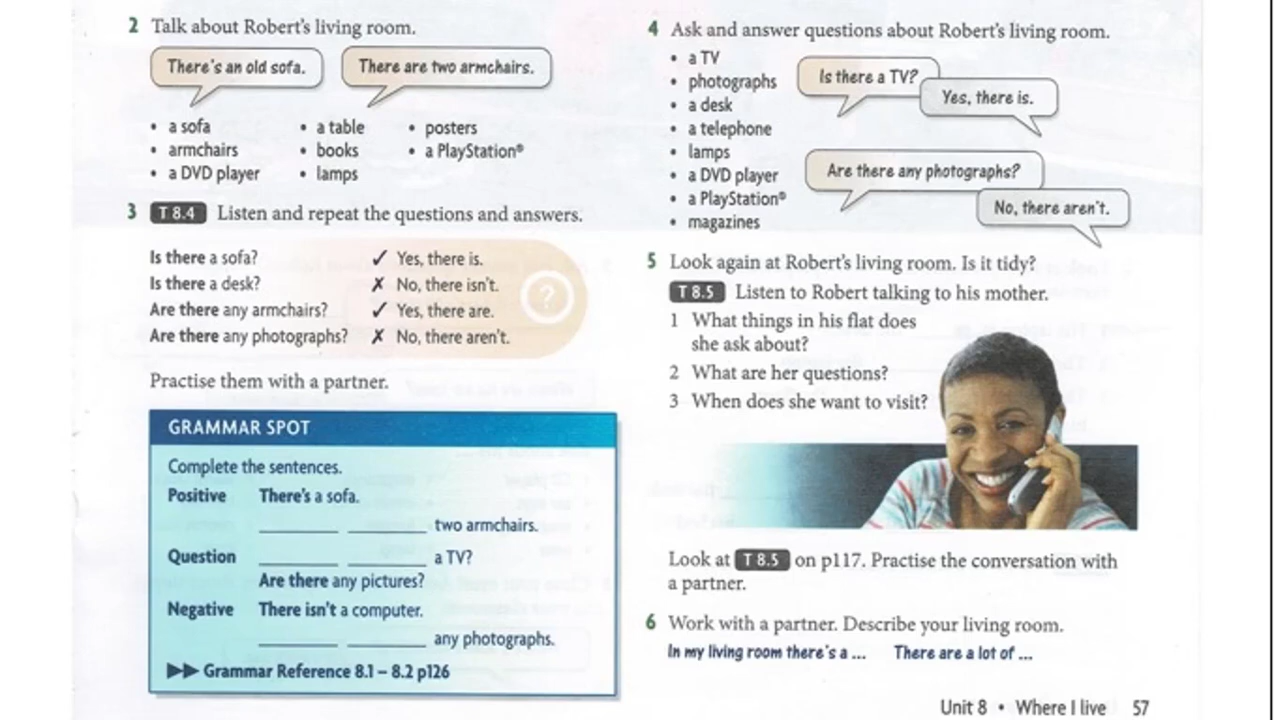 2 Talk about Robert's living room.
There's an old sofa.
There are two armchairs.
• a sofa
• armchairs
• a DVD player
• a table
• books
• lamps
• posters
• a PlayStation®
3 T 8.4 Listen and repeat the questions and answers.
Is there a sofa? ✓ Yes, there is.
Is there a desk? ✗ No, there isn't.
Are there any armchairs? ✓ Yes, there are.
Are there any photographs? ✗ No, there aren't.
?
Practise them with a partner.
GRAMMAR SPOT
Complete the sentences.
Positive There's a sofa.
________ ________ two armchairs.
Question ________ ________ a TV?
Are there any pictures?
Negative There isn't a computer.
________ ________ any photographs.
▶▶ Grammar Reference 8.1 – 8.2 p126
4 Ask and answer questions about Robert's living room.
• a TV
• photographs
• a desk
• a telephone
• lamps
• a DVD player
• a PlayStation®
• magazines
Is there a TV?
Yes, there is.
Are there any photographs?
No, there aren't.
5 Look again at Robert's living room. Is it tidy?
T 8.5 Listen to Robert talking to his mother.
1 What things in his flat does
she ask about?
2 What are her questions?
3 When does she want to visit?
Look at T 8.5 on p117. Practise the conversation with
a partner.
6 Work with a partner. Describe your living room.
In my living room there's a ... There are a lot of ...
Unit 8 • Where I live 57